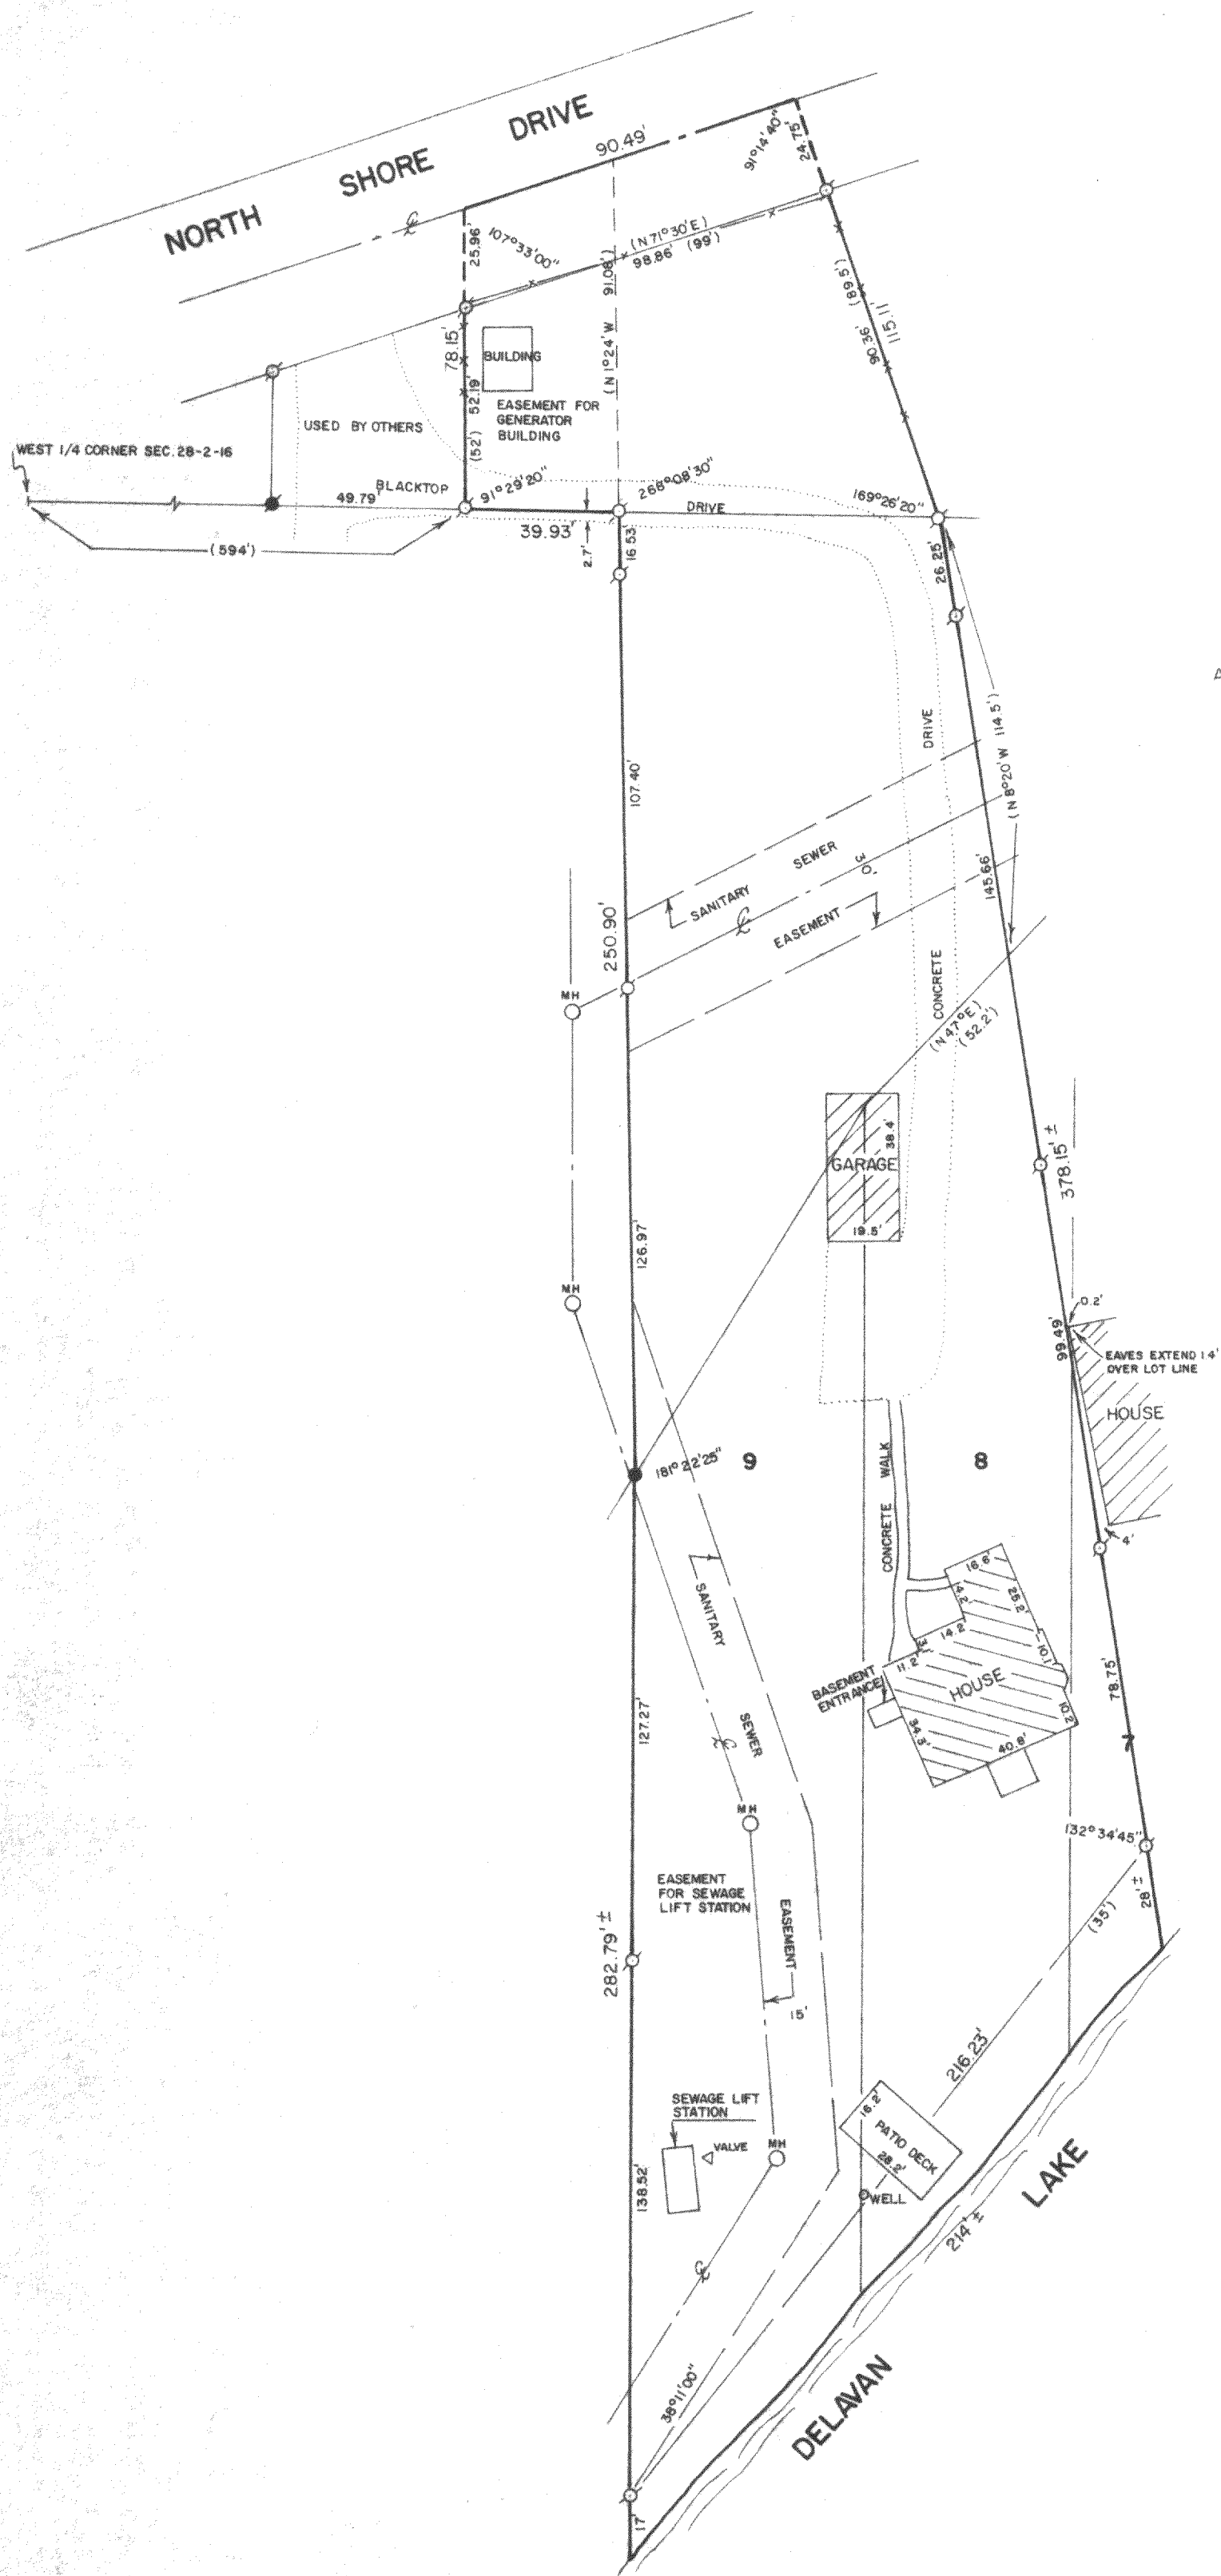 NORTH SHORE DRIVE
90.49'
91°14'40"
24.75'
25.96'
107°33'00"
(N 71°30'E)
98.86' (99')
(N 1°24'W 91.08')
(89.5')
90.36'
115.11'
78.15'
BUILDING
(52') 52.19'
EASEMENT FOR
GENERATOR
BUILDING
USED BY OTHERS
WEST 1/4 CORNER SEC. 28-2-16
BLACKTOP
49.79'
91°29'20"
268°08'30"
DRIVE
169°26'20"
(594')
39.93'
2.7'
16.53'
26.25'
DRIVE
(N 8°20'W 114.5')
107.40'
SANITARY SEWER
30'
EASEMENT
145.66'
250.90'
CONCRETE
MH
(N 47°E)
(52.2')
38.4'
GARAGE
19.5'
378.15'±
126.97'
MH
0.2'
99.49'
EAVES EXTEND 1.4'
OVER LOT LINE
HOUSE
181°22'25"
9
8
CONCRETE WALK
4'
SANITARY
SEWER
16.6'
14.2'
25.2'
14.2'
11.2'
10.2'
34.3'
40.8'
HOUSE
BASEMENT
ENTRANCE
78.75'
7
127.27'
MH
132°34'45"
28'±
(35')
EASEMENT
FOR SEWAGE
LIFT STATION
EASEMENT
15'
282.79'±
216.23'
SEWAGE LIFT
STATION
VALVE
MH
16.2'
PATIO DECK
28.2'
WELL
138.52'
214'±
38°11'00"
17'
DELAVAN LAKE